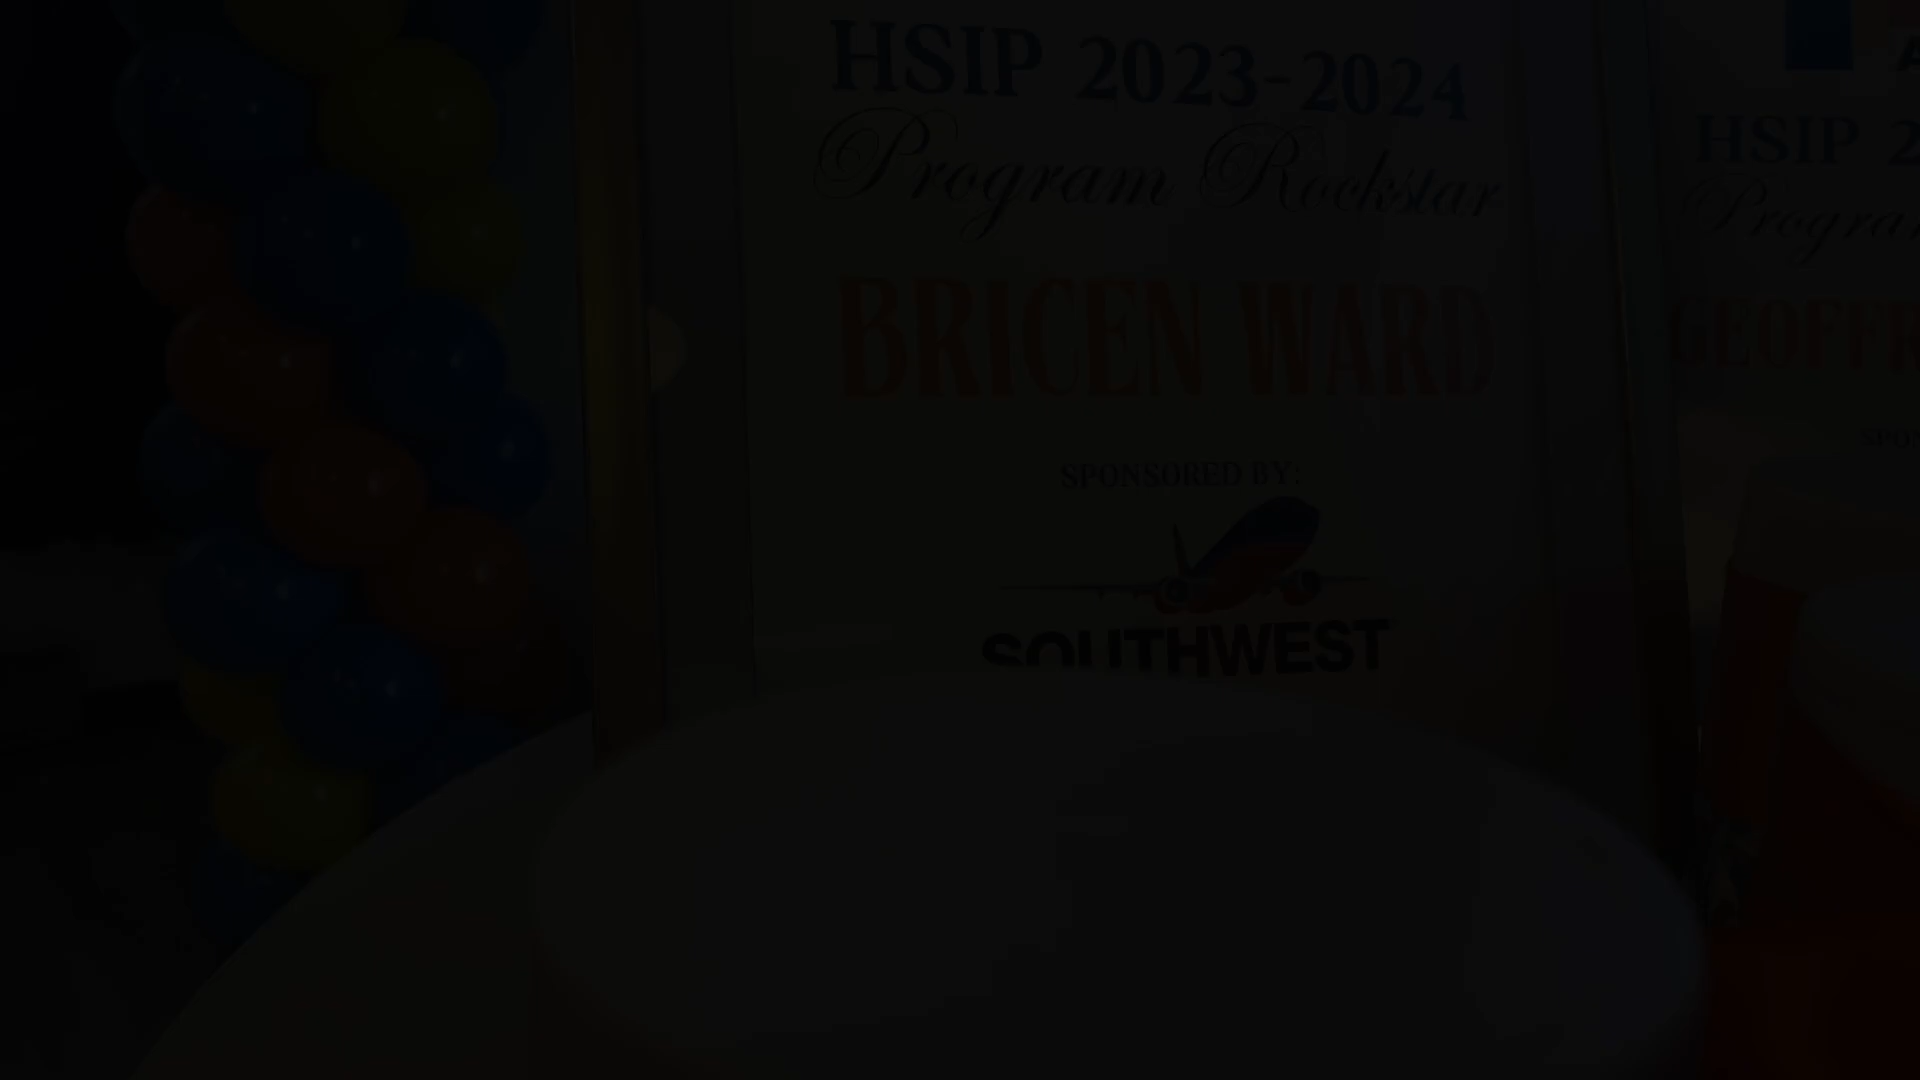 HSIP 2023-2024
Program Rockstar
BRICEN WARD
SPONSORED BY:
SOUTHWEST
HSIP